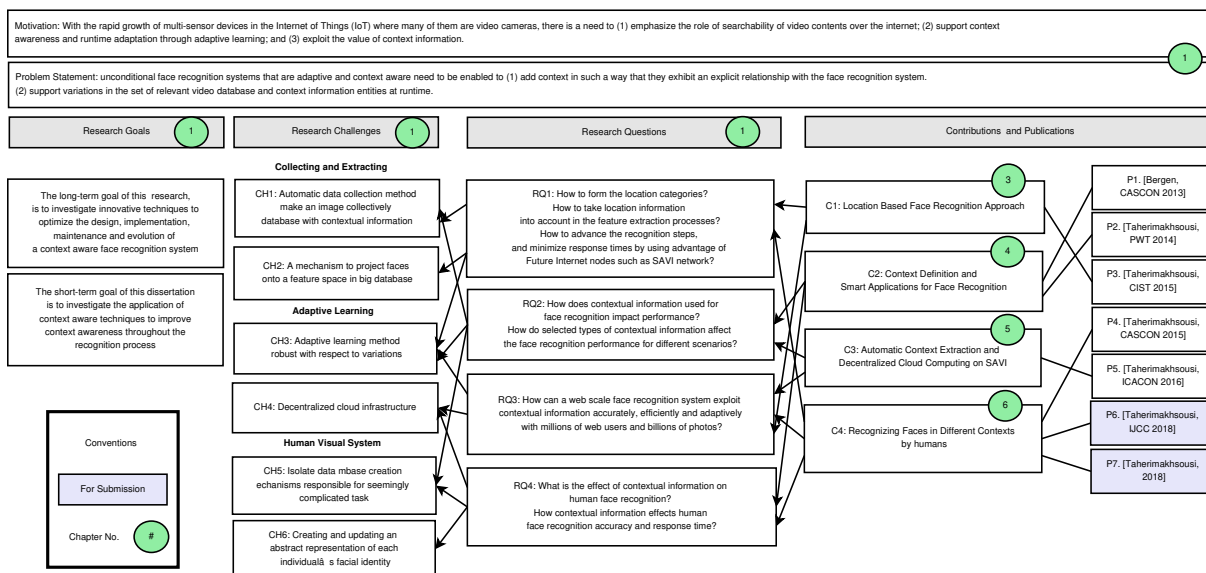 Motivation: With the rapid growth of multi-sensor devices in the Internet of Things (IoT) where many of them are video cameras, there is a need to (1) emphasize the role of searchability of video contents over the internet; (2) support context
awareness and runtime adaptation through adaptive learning; and (3) exploit the value of context information.
1
Problem Statement: unconditional face recognition systems that are adaptive and context aware need to be enabled to (1) add context in such a way that they exhibit an explicit relationship with the face recognition system.
(2) support variations in the set of relevant video database and context information entities at runtime.
Research Goals
1
Research Challenges
1
Research Questions
1
Contributions and Publications
The long-term goal of this research,
is to investigate innovative techniques to
optimize the design, implementation,
maintenance and evolution of
a context aware face recognition system
The short-term goal of this dissertation
is to investigate the application of
context aware techniques to improve
context awareness throughout the
recognition process
Conventions
For Submission
Chapter No.
#
Collecting and Extracting
CH1: Automatic data collection method
make an image collectively
database with contextual information
CH2: A mechanism to project faces
onto a feature space in big database
Adaptive Learning
CH3: Adaptive learning method
robust with respect to variations
CH4: Decentralized cloud infrastructure
Human Visual System
CH5: Isolate data mbase creation
echanisms responsible for seemingly
complicated task
CH6: Creating and updating an
abstract representation of each
individualâ s facial identity
RQ1: How to form the location categories?
How to take location information
into account in the feature extraction processes?
How to advance the recognition steps,
and minimize response times by using advantage of
Future Internet nodes such as SAVI network?
RQ2: How does contextual information used for
face recognition impact performance?
How do selected types of contextual information affect
the face recognition performance for different scenarios?
RQ3: How can a web scale face recognition system exploit
contextual information accurately, efficiently and adaptively
with millions of web users and billions of photos?
RQ4: What is the effect of contextual information on
human face recognition?
How contextual information effects human
face recognition accuracy and response time?
3
C1: Location Based Face Recognition Approach
4
C2: Context Definition and
Smart Applications for Face Recognition
5
C3: Automatic Context Extraction and
Decentralized Cloud Computing on SAVI
6
C4: Recognizing Faces in Different Contexts
by humans
P1. [Bergen,
CASCON 2013]
P2. [Taherimakhsousi,
PWT 2014]
P3. [Taherimakhsousi,
CIST 2015]
P4. [Taherimakhsousi,
CASCON 2015]
P5. [Taherimakhsousi,
ICACON 2016]
P6. [Taherimakhsousi,
IJCC 2018]
P7. [Taherimakhsousi,
2018]